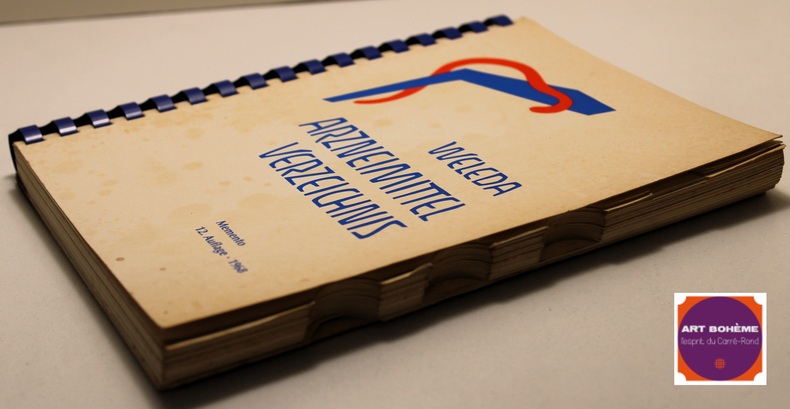 WELEDA
ARZNEIMITTEL
VERZEICHNIS
Memento
12. Auflage - 1968
ART BOHÈME
l'esprit du Carré-Rond